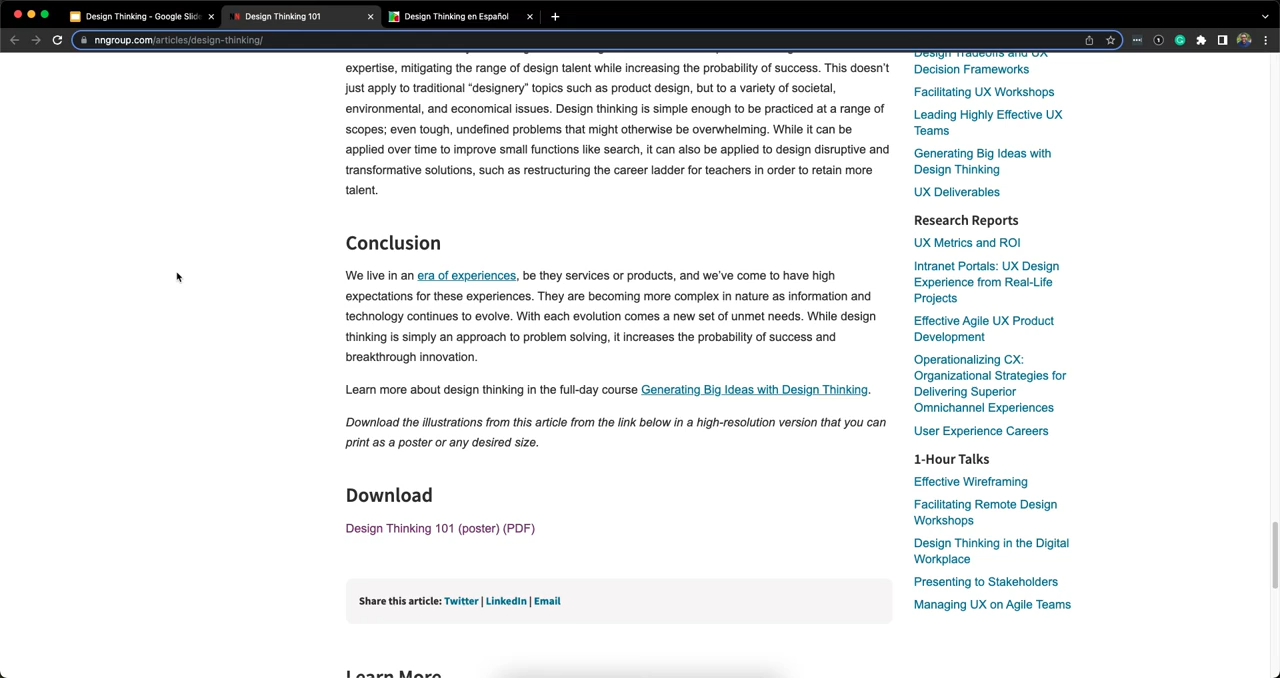 Design Thinking - Google Slide
Design Thinking 101
Design Thinking en Español
nngroup.com/articles/design-thinking/
expertise, mitigating the range of design talent while increasing the probability of success. This doesn’t
just apply to traditional “designery” topics such as product design, but to a variety of societal,
environmental, and economical issues. Design thinking is simple enough to be practiced at a range of
scopes; even tough, undefined problems that might otherwise be overwhelming. While it can be
applied over time to improve small functions like search, it can also be applied to design disruptive and
transformative solutions, such as restructuring the career ladder for teachers in order to retain more
talent.
Conclusion
We live in an era of experiences, be they services or products, and we’ve come to have high
expectations for these experiences. They are becoming more complex in nature as information and
technology continues to evolve. With each evolution comes a new set of unmet needs. While design
thinking is simply an approach to problem solving, it increases the probability of success and
breakthrough innovation.
Learn more about design thinking in the full-day course Generating Big Ideas with Design Thinking.
Download the illustrations from this article from the link below in a high-resolution version that you can
print as a poster or any desired size.
Download
Design Thinking 101 (poster) (PDF)
Share this article: Twitter | LinkedIn | Email
Learn More
Design Tradeoffs and UX
Decision Frameworks
Facilitating UX Workshops
Leading Highly Effective UX
Teams
Generating Big Ideas with
Design Thinking
UX Deliverables
Research Reports
UX Metrics and ROI
Intranet Portals: UX Design
Experience from Real-Life
Projects
Effective Agile UX Product
Development
Operationalizing CX:
Organizational Strategies for
Delivering Superior
Omnichannel Experiences
User Experience Careers
1-Hour Talks
Effective Wireframing
Facilitating Remote Design
Workshops
Design Thinking in the Digital
Workplace
Presenting to Stakeholders
Managing UX on Agile Teams